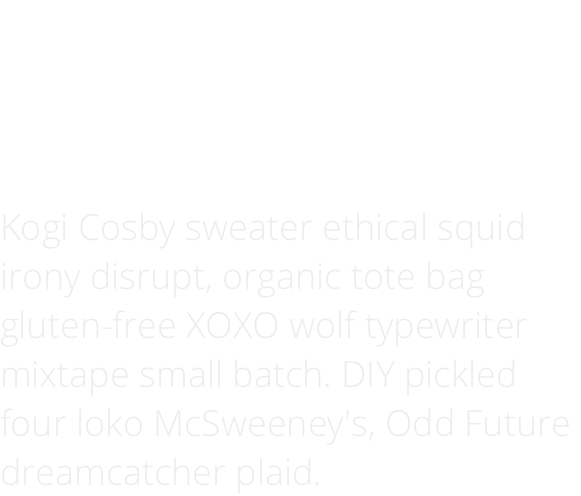 Kogi Cosby sweater ethical squid
irony disrupt, organic tote bag
gluten-free XOXO wolf typewriter
mixtape small batch. DIY pickled
four loko McSweeney's, Odd Future
dreamcatcher plaid.